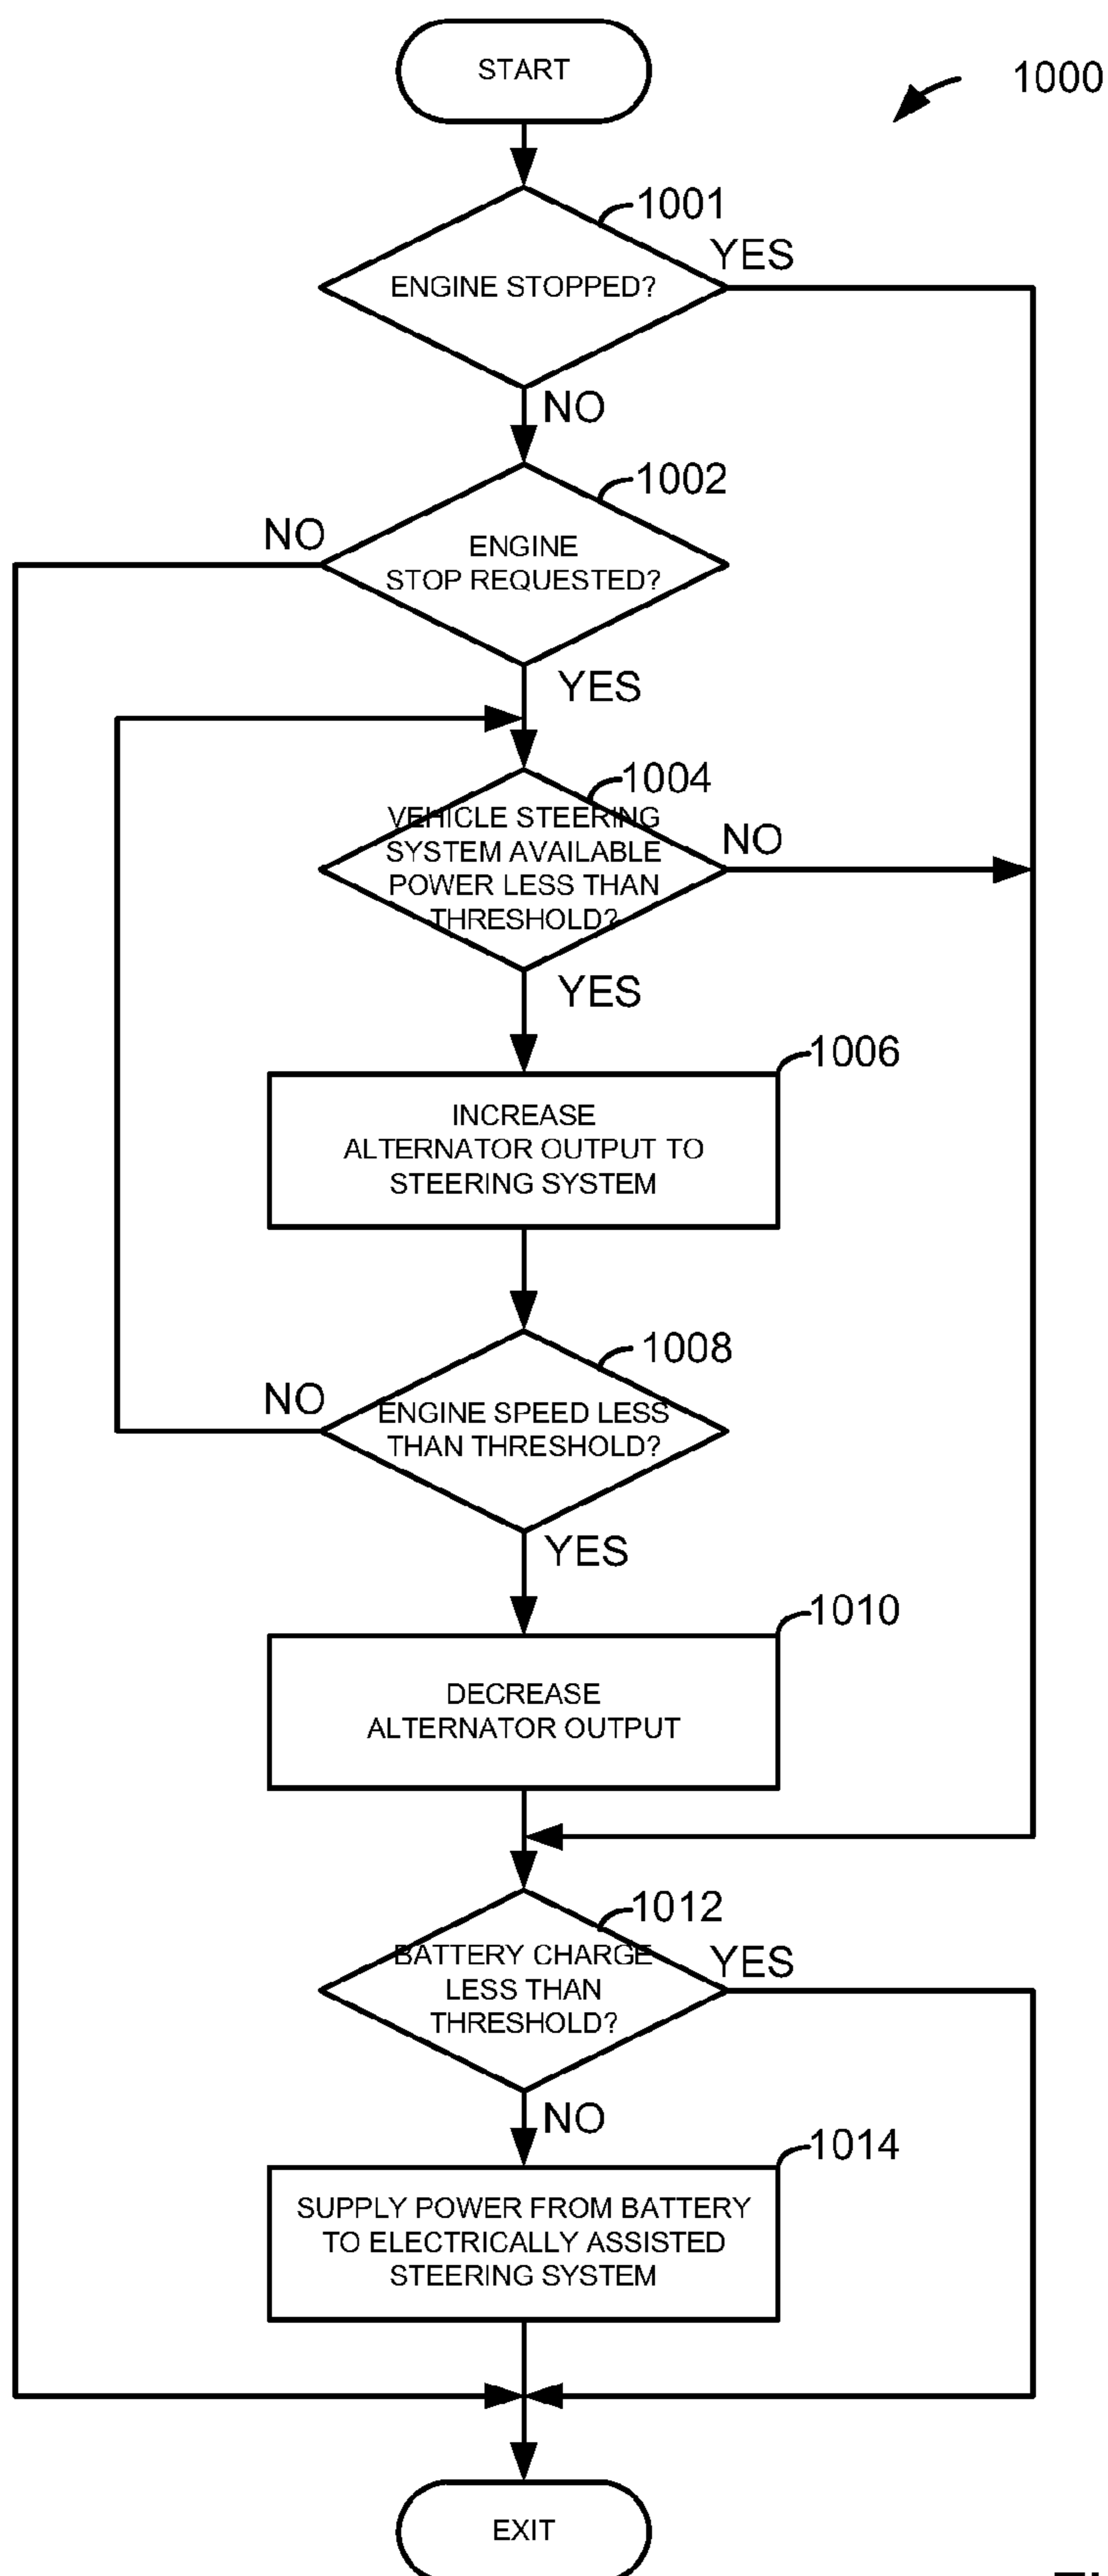 START
1000
1001
YES
ENGINE STOPPED?
NO
1002
NO
ENGINE
STOP REQUESTED?
YES
1004
VEHICLE STEERING
SYSTEM AVAILABLE
POWER LESS THAN
THRESHOLD?
NO
YES
1006
INCREASE
ALTERNATOR OUTPUT TO
STEERING SYSTEM
1008
NO
ENGINE SPEED LESS
THAN THRESHOLD?
YES
1010
DECREASE
ALTERNATOR OUTPUT
1012
BATTERY CHARGE
LESS THAN
THRESHOLD?
YES
NO
1014
SUPPLY POWER FROM BATTERY
TO ELECTRICALLY ASSISTED
STEERING SYSTEM
EXIT